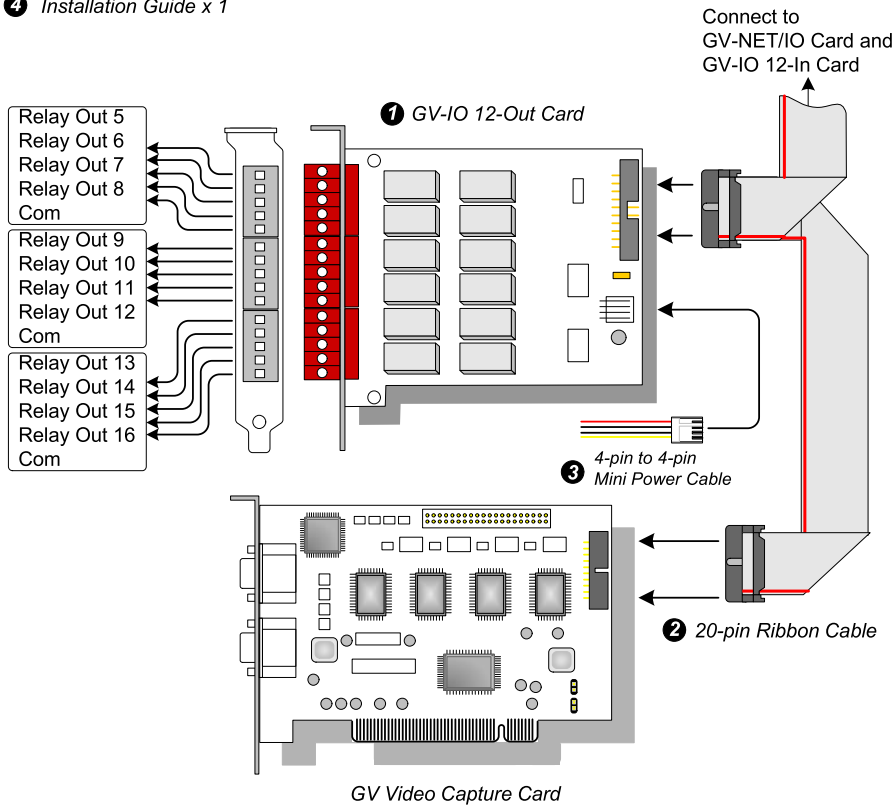 4 Installation Guide x 1
Connect to
GV-NET/IO Card and
GV-IO 12-In Card
1 GV-IO 12-Out Card
Relay Out 5
Relay Out 6
Relay Out 7
Relay Out 8
Com
Relay Out 9
Relay Out 10
Relay Out 11
Relay Out 12
Com
Relay Out 13
Relay Out 14
Relay Out 15
Relay Out 16
Com
3 4-pin to 4-pin
Mini Power Cable
2 20-pin Ribbon Cable
GV Video Capture Card